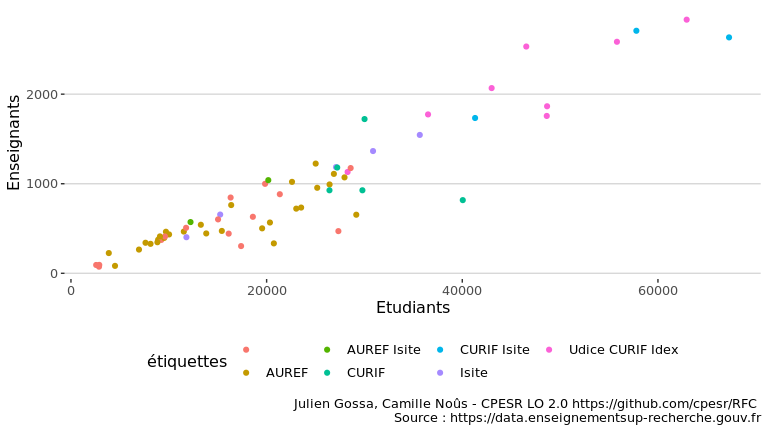 Enseignants
2000
1000
0
0 20000 40000 60000
Etudiants
étiquettes
AUREF Isite CURIF Isite Udice CURIF Idex
AUREF CURIF Isite
Julien Gossa, Camille Noûs - CPESR LO 2.0 https://github.com/cpesr/RFC
Source : https://data.enseignementsup-recherche.gouv.fr